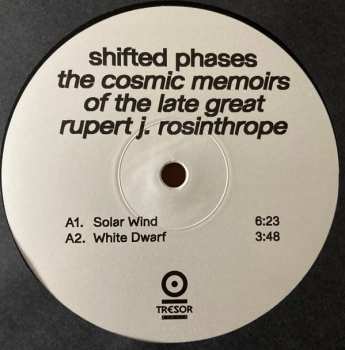 shifted phases
the cosmic memoirs
of the late great
rupert j. rosinthrope
A1. Solar Wind 6:23
A2. White Dwarf 3:48
TRESOR